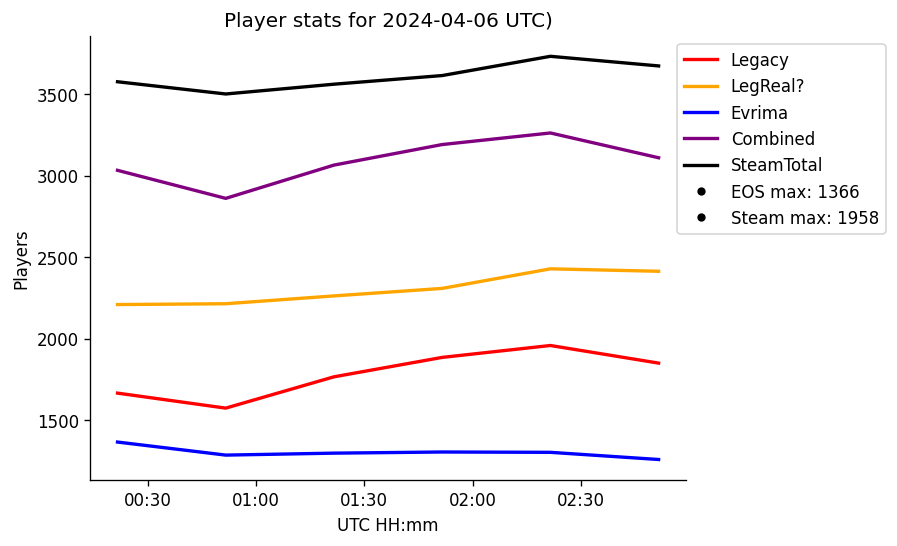 Player stats for 2024-04-06 UTC)
Legacy
LegReal?
Evrima
Combined
SteamTotal
EOS max: 1366
Steam max: 1958
Players
3500
3000
2500
2000
1500
00:30 01:00 01:30 02:00 02:30
UTC HH:mm